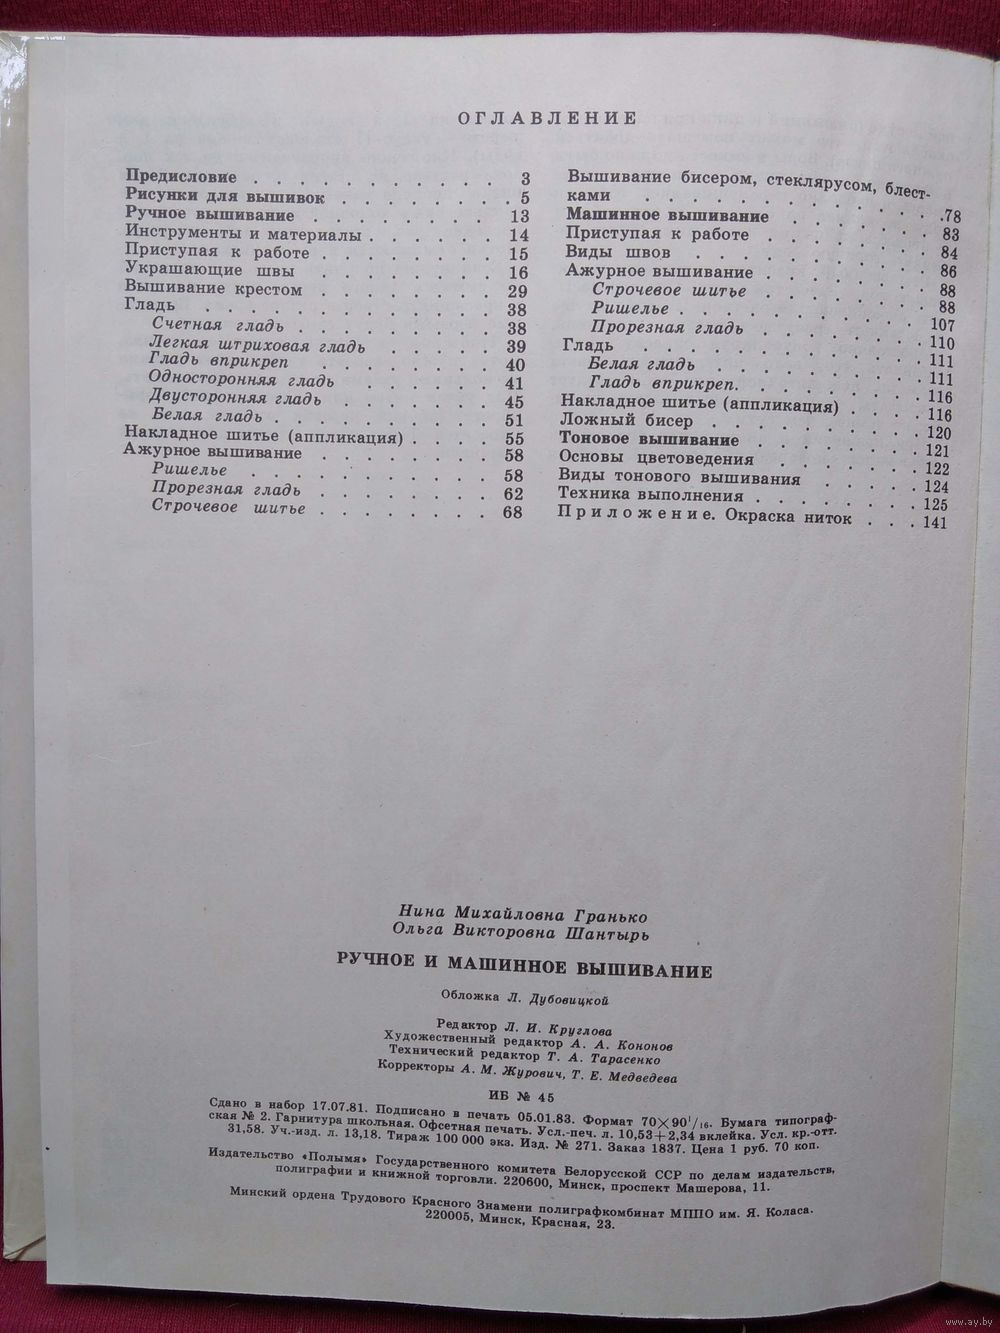 ОГЛАВЛЕНИЕ
Предисловие . . . . . . . . . . . 3
Рисунки для вышивок . . . . . . . 5
Ручное вышивание . . . . . . . . 13
Инструменты и материалы . . . . . . 14
Приступая к работе . . . . . . . . 15
Украшающие швы . . . . . . . . 16
Вышивание крестом . . . . . . . . 29
Гладь . . . . . . . . . . . . 38
Счетная гладь . . . . . . . . . 38
Легкая штриховая гладь . . . . . 39
Гладь вприкреп . . . . . . . . 40
Односторонняя гладь . . . . . . 41
Двусторонняя гладь . . . . . . . 45
Белая гладь . . . . . . . . . . 51
Накладное шитье (аппликация) . . . . 55
Ажурное вышивание . . . . . . . . 58
Ришелье . . . . . . . . . . . 58
Прорезная гладь . . . . . . . . 62
Строчевое шитье . . . . . . . . 68
Вышивание бисером, стеклярусом, блест-
ками . . . . . . . . . . . . .78
Машинное вышивание . . . . . . . 83
Приступая к работе . . . . . . . . 84
Виды швов . . . . . . . . . . 86
Ажурное вышивание . . . . . . . . 88
Строчевое шитье . . . . . . . . 88
Ришелье . . . . . . . . . . . 107
Прорезная гладь . . . . . . . . 110
Гладь . . . . . . . . . . . . 111
Белая гладь . . . . . . . . . . 111
Гладь вприкреп. . . . . . . . . 116
Накладное шитье (аппликация) . . . . 116
Ложный бисер . . . . . . . . . 120
Тоновое вышивание . . . . . . . . 121
Основы цветоведения . . . . . . . 122
Виды тонового вышивания . . . . . 124
Техника выполнения . . . . . . . . 125
Приложение. Окраска ниток . . . 141
Нина Михайловна Гранько
Ольга Викторовна Шантырь
РУЧНОЕ И МАШИННОЕ ВЫШИВАНИЕ
Обложка Л. Дубовицкой
Редактор Л. И. Круглова
Художественный редактор А. А. Кононов
Технический редактор Т. А. Тарасенко
Корректоры А. М. Журович, Т. Е. Медведева
ИБ № 45
Сдано в набор 17.07.81. Подписано в печать 05.01.83. Формат 70×90¹/₁₆. Бумага типограф-
ская № 2. Гарнитура школьная. Офсетная печать. Усл.-печ. л. 10,53+2,34 вклейка. Усл. кр.-отт.
31,58. Уч.-изд. л. 13,18. Тираж 100 000 экз. Изд. № 271. Заказ 1837. Цена 1 руб. 70 коп.
Издательство «Полымя» Государственного комитета Белорусской ССР по делам издательств,
полиграфии и книжной торговли. 220600, Минск, проспект Машерова, 11.
Минский ордена Трудового Красного Знамени полиграфкомбинат МППО им. Я. Коласа.
220005, Минск, Красная, 23.
www.ay.by